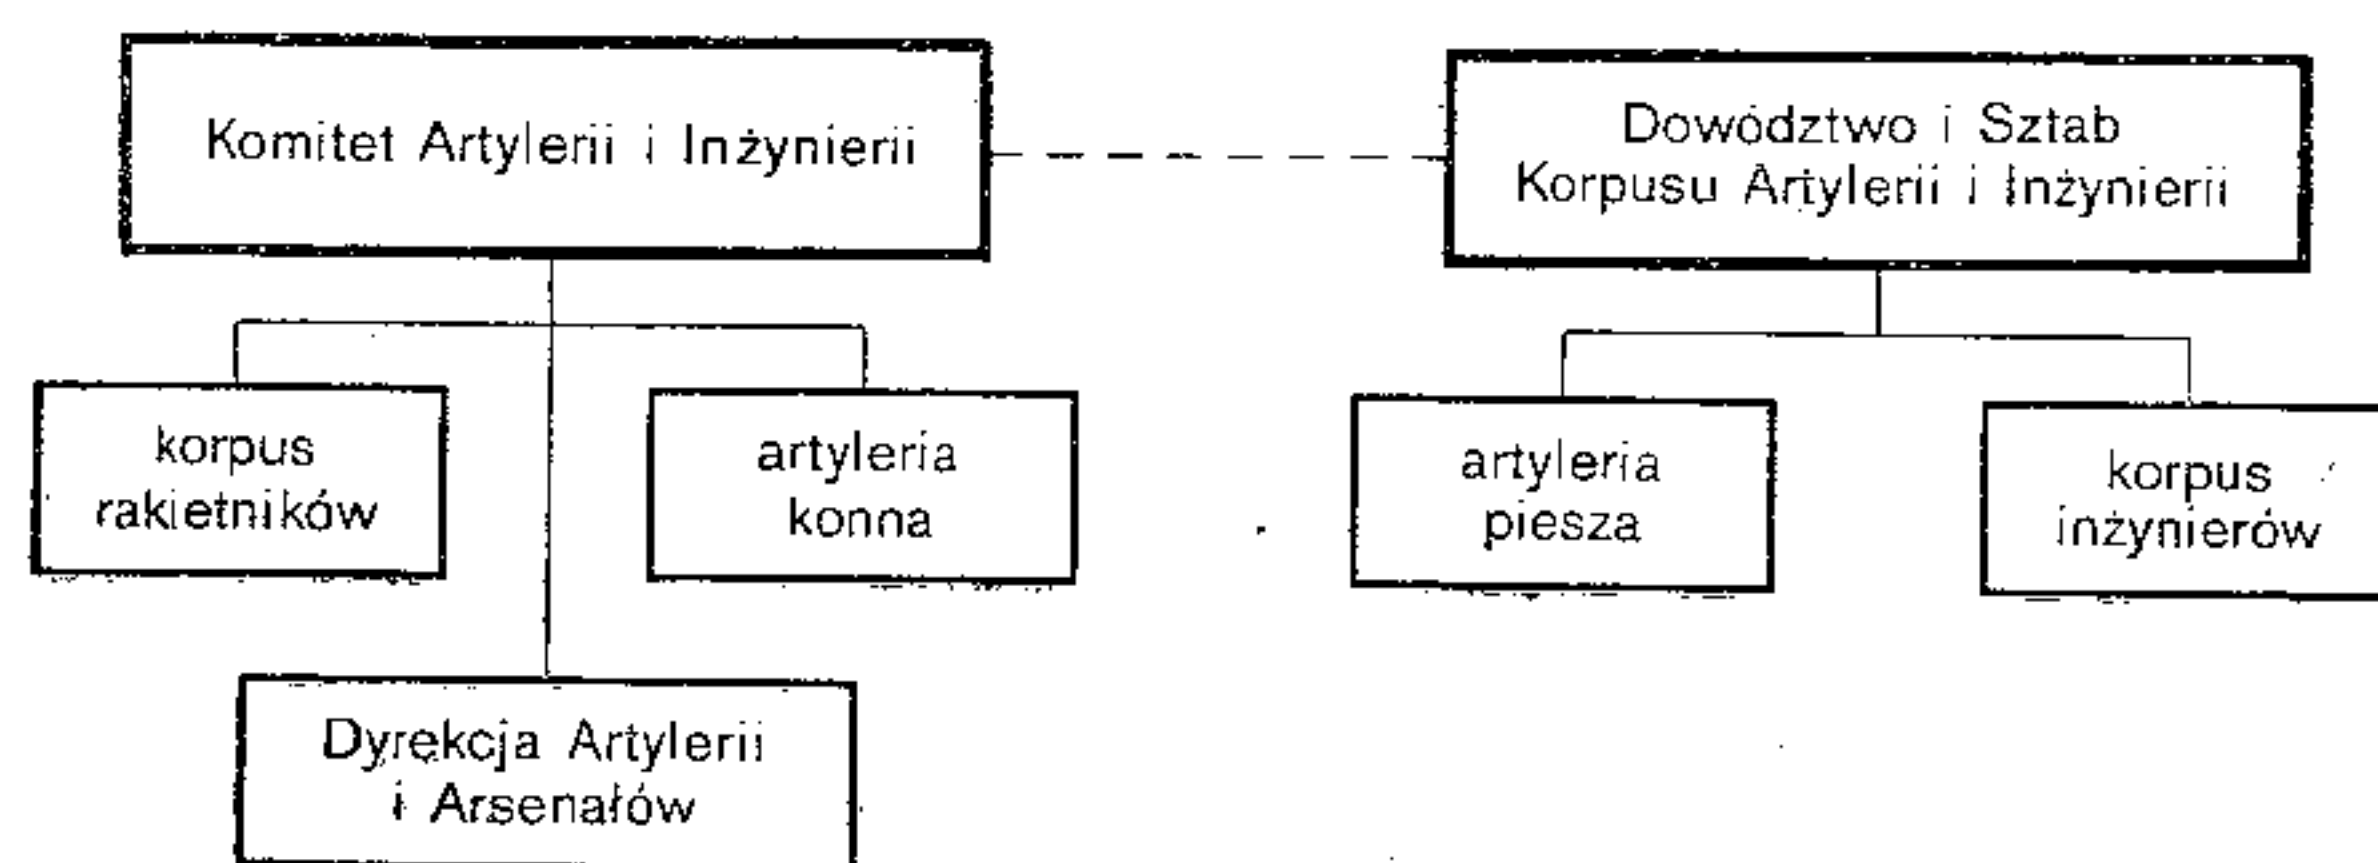 Komitet Artylerii i Inżynierii
Dowództwo i Sztab
Korpusu Artylerii i Inżynierii
korpus
rakietników
artyleria
konna
artyleria
piesza
korpus
inżynierów
Dyrekcja Artylerii
i Arsenałów